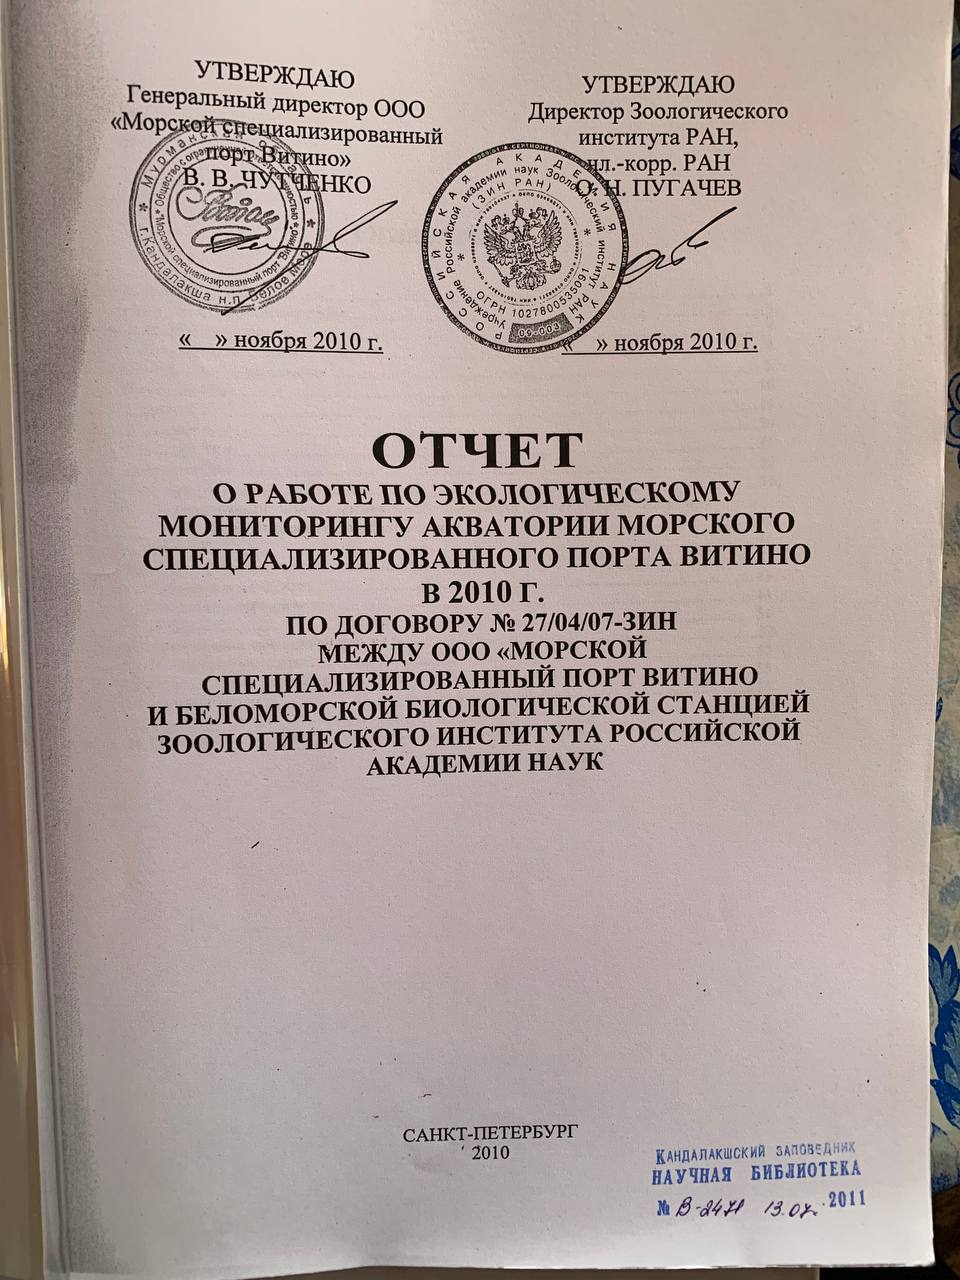 УТВЕРЖДАЮ
Генеральный директор ООО
«Морской специализированный
порт Витино»
В. В. ЧУТЧЕНКО
« » ноября 2010 г.
УТВЕРЖДАЮ
Директор Зоологического
института РАН,
чл.-корр. РАН
О. Н. ПУГАЧЕВ
« » ноября 2010 г.
Мурманская область
г.Кандалакша н.п. Белое Море
Общество с ограниченной ответственностью
"Морской специализированный порт Витино"
РОССИЙСКАЯ АКАДЕМИЯ НАУК
Учреждение Российской академии наук Зоологический институт РАН
(ЗИН РАН)
ОГРН 1027800535091
09-003
ОТЧЕТ
О РАБОТЕ ПО ЭКОЛОГИЧЕСКОМУ
МОНИТОРИНГУ АКВАТОРИИ МОРСКОГО
СПЕЦИАЛИЗИРОВАННОГО ПОРТА ВИТИНО
В 2010 Г.
ПО ДОГОВОРУ № 27/04/07-ЗИН
МЕЖДУ ООО «МОРСКОЙ
СПЕЦИАЛИЗИРОВАННЫЙ ПОРТ ВИТИНО
И БЕЛОМОРСКОЙ БИОЛОГИЧЕСКОЙ СТАНЦИЕЙ
ЗООЛОГИЧЕСКОГО ИНСТИТУТА РОССИЙСКОЙ
АКАДЕМИИ НАУК
САНКТ-ПЕТЕРБУРГ
2010
КАНДАЛАКШСКИЙ ЗАПОВЕДНИК
НАУЧНАЯ БИБЛИОТЕКА
№ В-2471 13.07. 2011